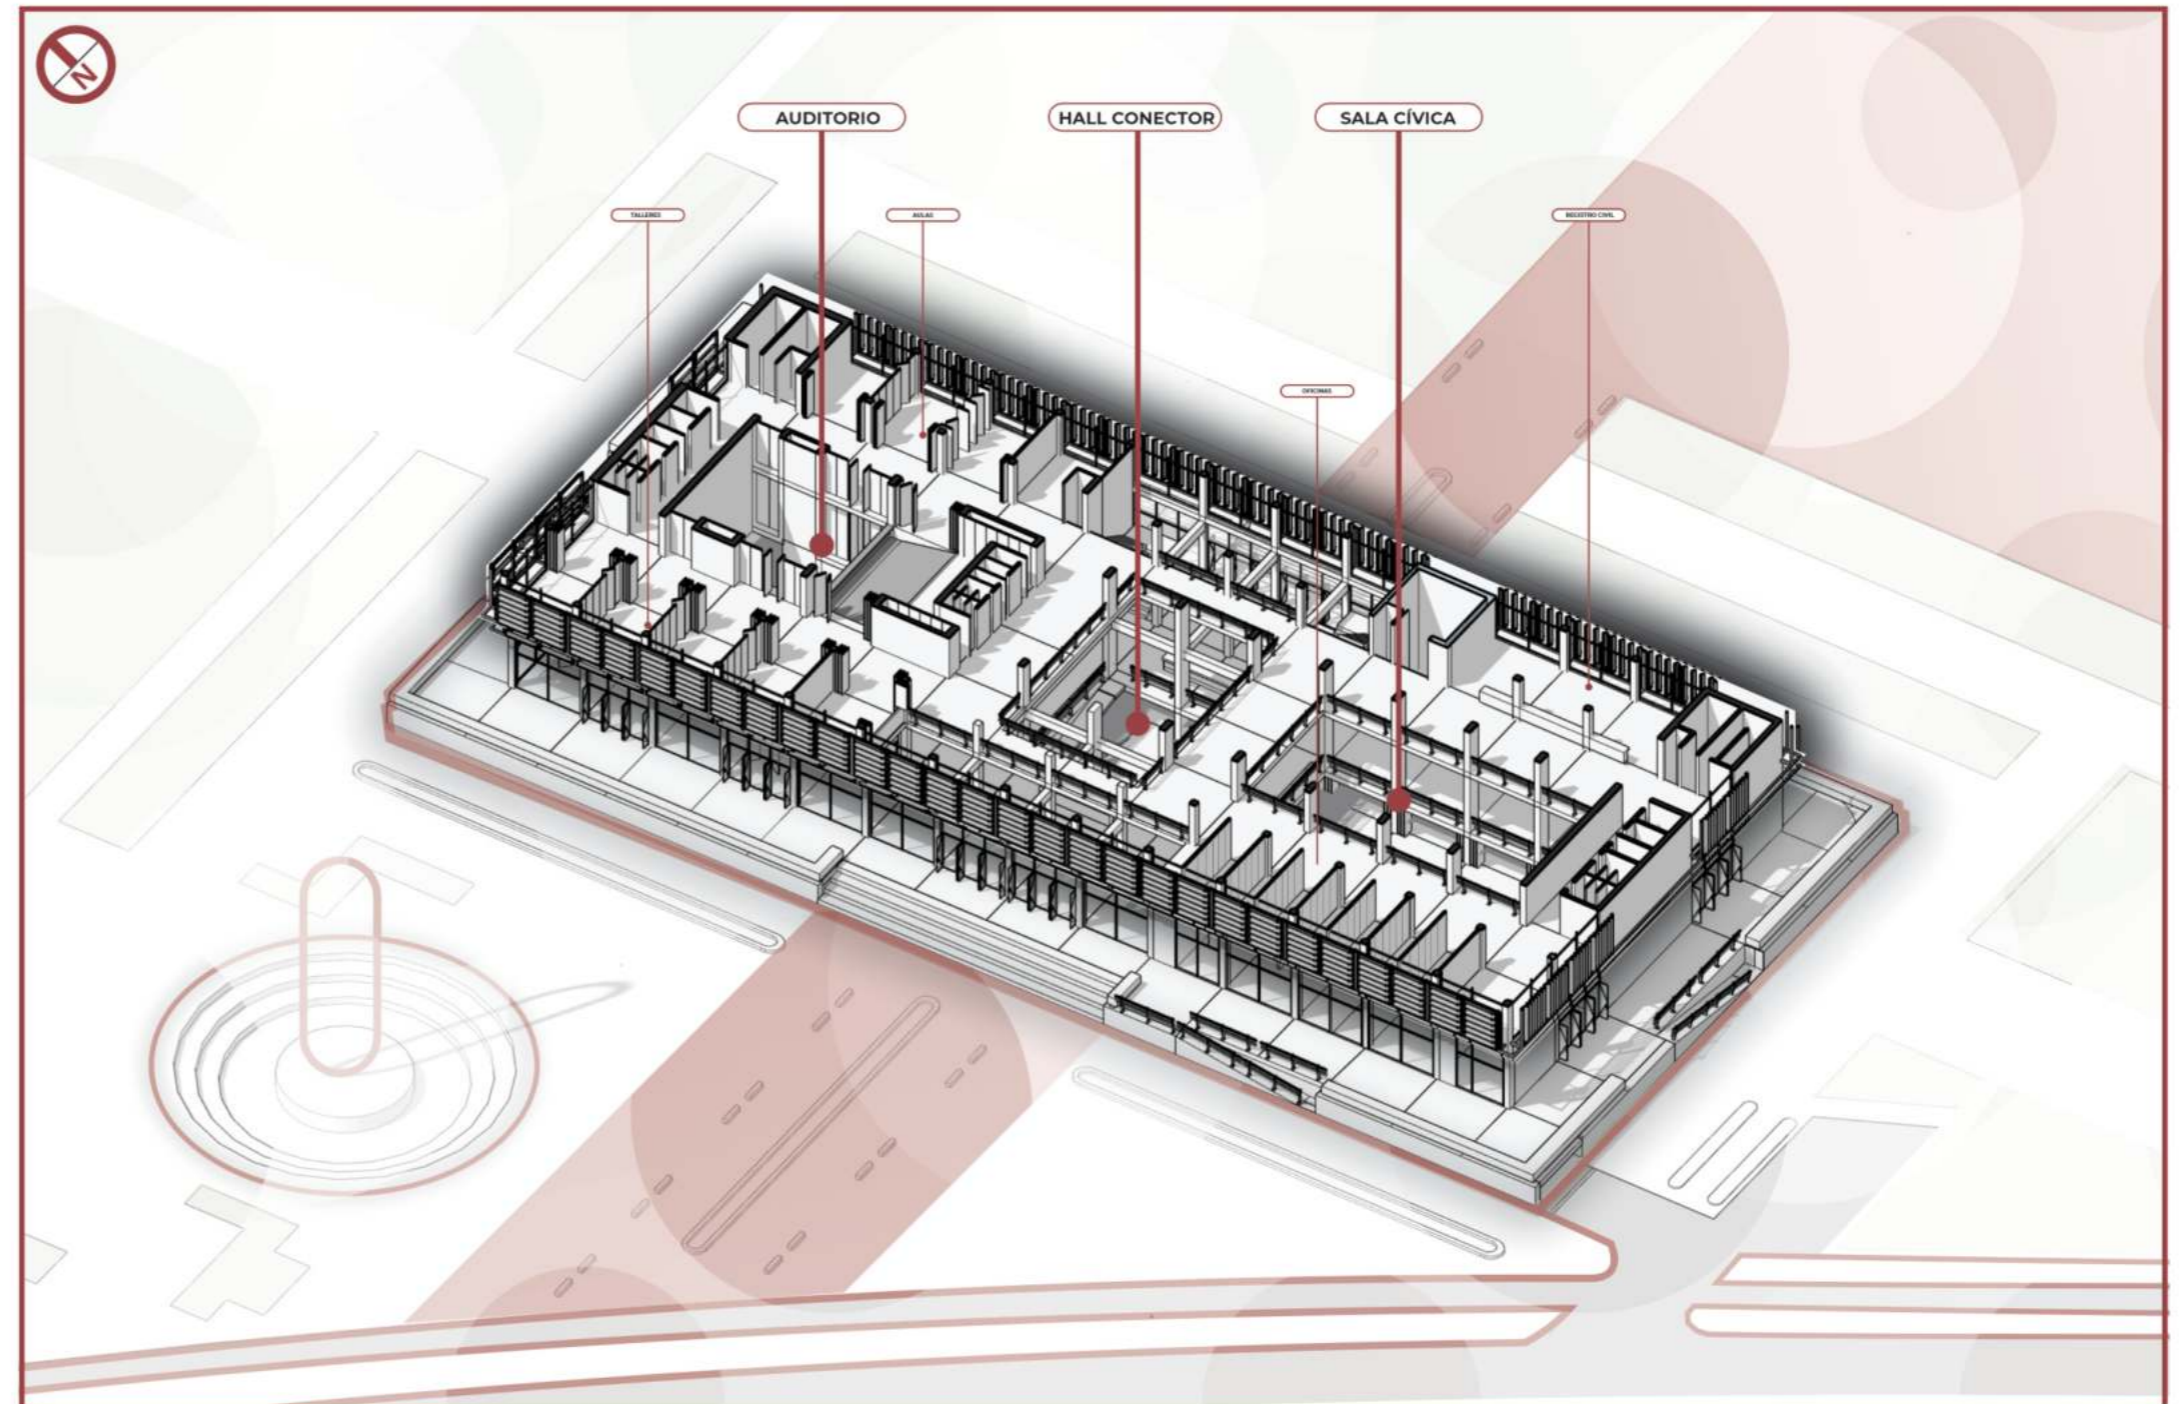 N
AUDITORIO
HALL CONECTOR
SALA CÍVICA
TALLERES
AULAS
REGISTRO CIVIL
OFICINAS